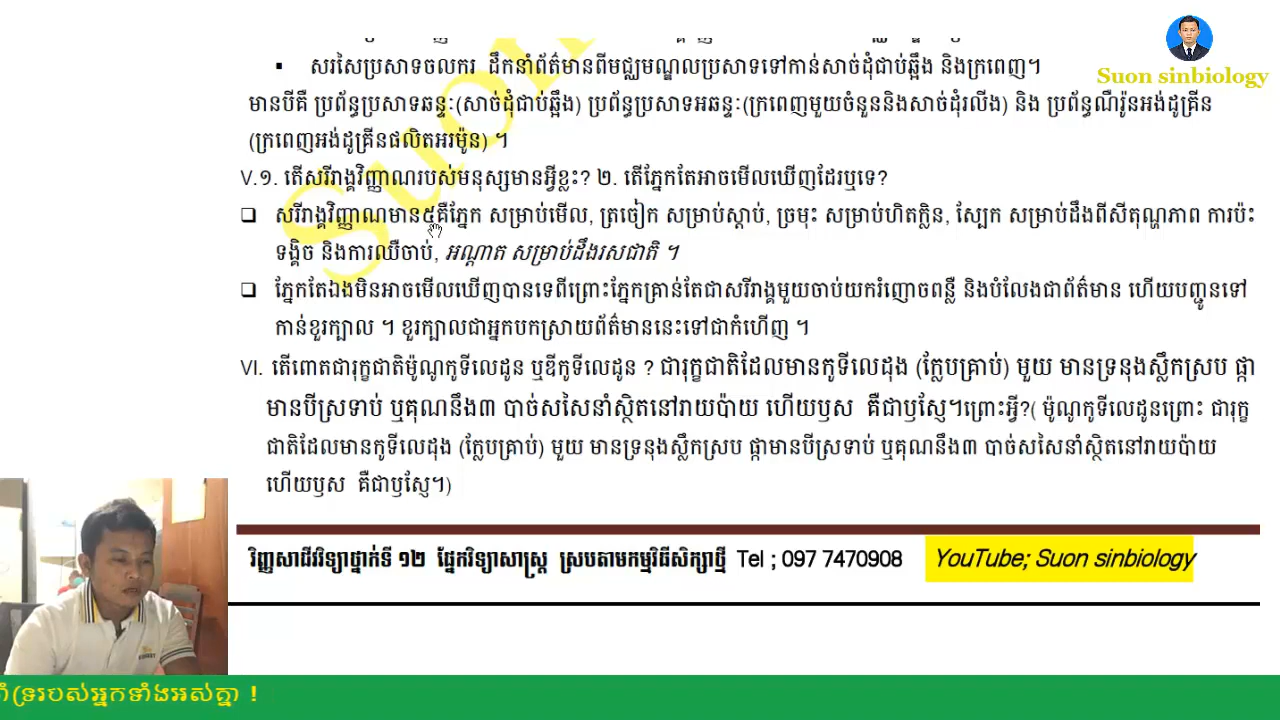 Suon sinbiology
▪ សរសៃប្រសាទចលករ ដឹកនាំព័ត៌មានពីមជ្ឈមណ្ឌលប្រសាទទៅកាន់សាច់ដុំជាប់ឆ្អឹង និងក្រពេញ។
មានបីគឺ ប្រព័ន្ធប្រសាទឆន្ទៈ(សាច់ដុំជាប់ឆ្អឹង) ប្រព័ន្ធប្រសាទអឆន្ទៈ(ក្រពេញមួយចំនួននិងសាច់ដុំរលីង) និង ប្រព័ន្ធណឺរ៉ូនអង់ដូគ្រីន
(ក្រពេញអង់ដូគ្រីនផលិតអរម៉ូន) ។
V.១. តើសរីរាង្គវិញ្ញាណរបស់មនុស្សមានអ្វីខ្លះ? ២. តើភ្នែកតែអាចមើលឃើញដែរឬទេ?
❑ សរីរាង្គវិញ្ញាណមាន៥គឺភ្នែក សម្រាប់មើល, ត្រចៀក សម្រាប់ស្តាប់, ច្រមុះ សម្រាប់ហិតក្លិន, ស្បែក សម្រាប់ដឹងពីសីតុណ្ហភាព ការប៉ះ
ទង្គិច និងការឈឺចាប់, អណ្តាត សម្រាប់ដឹងរសជាតិ ។
❑ ភ្នែកតែឯងមិនអាចមើលឃើញបានទេពីព្រោះភ្នែកគ្រាន់តែជាសរីរាង្គមួយចាប់យករំញោចពន្លឺ និងបំលែងជាព័ត៌មាន ហើយបញ្ជូនទៅ
កាន់ខួរក្បាល ។ ខួរក្បាលជាអ្នកបកស្រាយព័ត៌មាននេះទៅជាកំហើញ ។
VI. តើពោតជារុក្ខជាតិម៉ូណូកូទីលេដូន ឬឌីកូទីលេដូន ? ជារុក្ខជាតិដែលមានកូទីលេដុង (ក្លែបគ្រាប់) មួយ មានទ្រនុងស្លឹកស្រប ផ្កា
មានបីស្រទាប់ ឬគុណនឹង៣ បាច់សសៃនាំស្ថិតនៅរាយប៉ាយ ហើយឫស គឺជាឫស្ញែ។ព្រោះអ្វី?( ម៉ូណូកូទីលេដូនព្រោះ ជារុក្ខ
ជាតិដែលមានកូទីលេដុង (ក្លែបគ្រាប់) មួយ មានទ្រនុងស្លឹកស្រប ផ្កាមានបីស្រទាប់ ឬគុណនឹង៣ បាច់សសៃនាំស្ថិតនៅរាយប៉ាយ
ហើយឫស គឺជាឫស្ញែ។)
វិញ្ញាសាជីវវិទ្យាថ្នាក់ទី ១២ ផ្នែកវិទ្យាសាស្ត្រ ស្របតាមកម្មវិធីសិក្សាថ្មី Tel ; 097 7470908 YouTube; Suon sinbiology
គាំទ្ររបស់អ្នកទាំងអស់គ្នា !